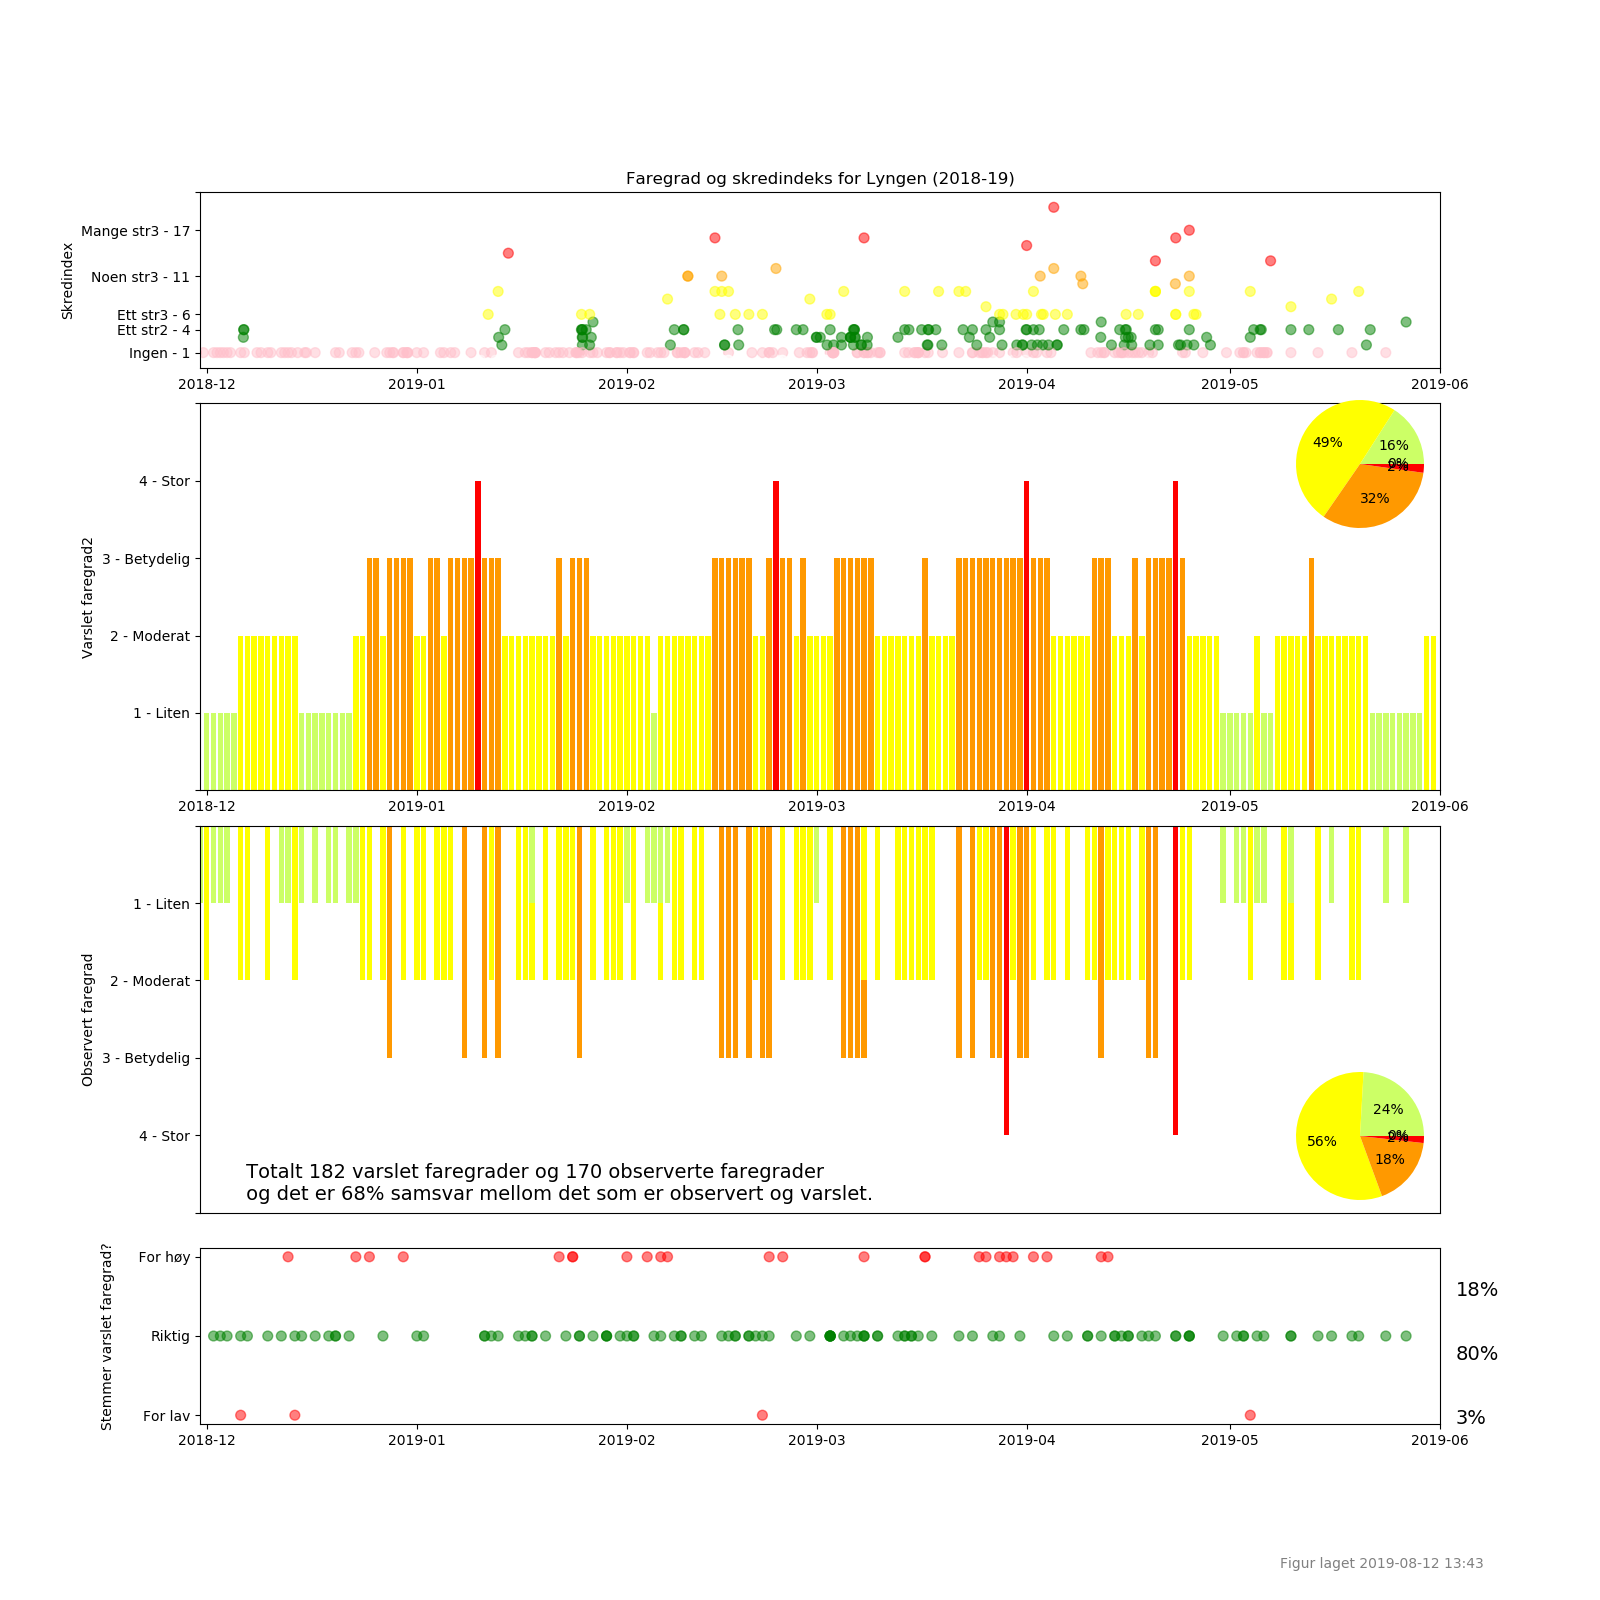 Faregrad og skredindeks for Lyngen (2018-19)
Skredindex
Mange str3 - 17
Noen str3 - 11
Ett str3 - 6
Ett str2 - 4
Ingen - 1
2018-12 2019-01 2019-02 2019-03 2019-04 2019-05 2019-06
Varslet faregrad2
4 - Stor
3 - Betydelig
2 - Moderat
1 - Liten
49%
16%
0%
2%
32%
2018-12 2019-01 2019-02 2019-03 2019-04 2019-05 2019-06
Observert faregrad
1 - Liten
2 - Moderat
3 - Betydelig
4 - Stor
24%
0%
2%
56%
18%
Totalt 182 varslet faregrader og 170 observerte faregrader
og det er 68% samsvar mellom det som er observert og varslet.
Stemmer varslet faregrad?
For høy
Riktig
For lav
18%
80%
3%
2018-12 2019-01 2019-02 2019-03 2019-04 2019-05 2019-06
Figur laget 2019-08-12 13:43